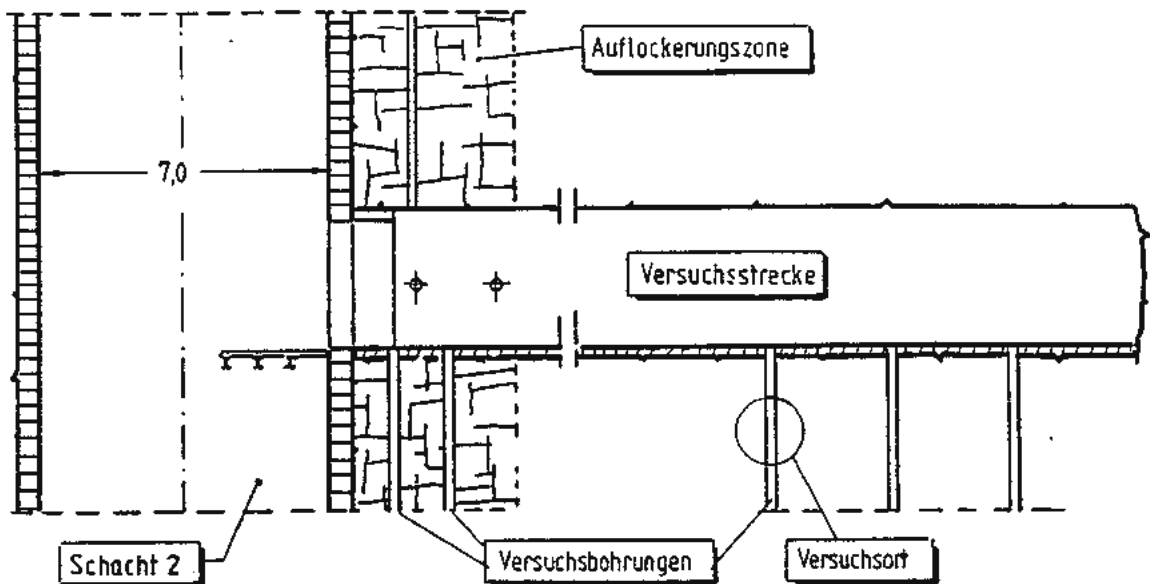 Auflockerungszone
7,0
Versuchsstrecke
Schacht 2
Versuchsbohrungen
Versuchsort